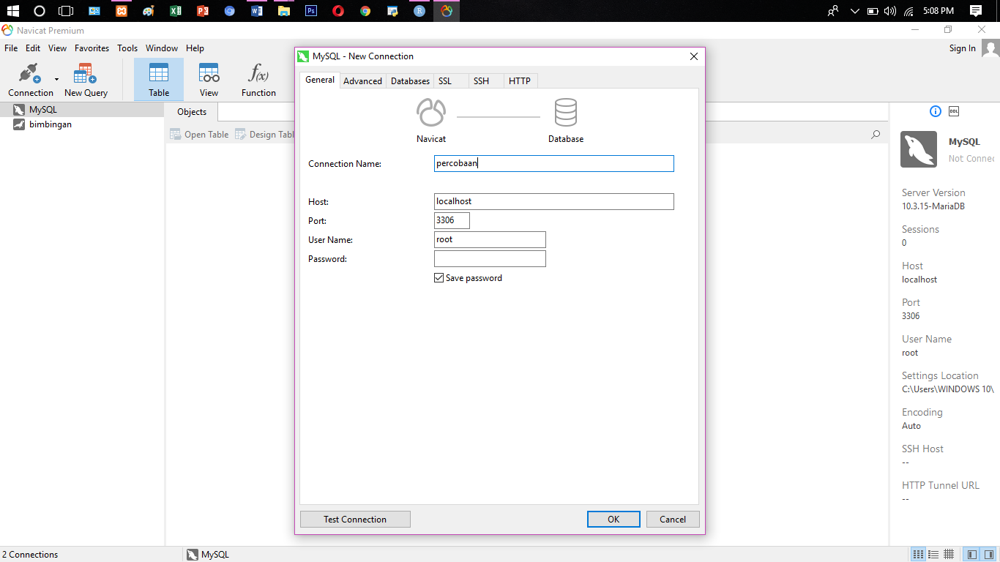 5:08 PM
Navicat Premium
File Edit View Favorites Tools Window Help
Sign In
Connection New Query Table View Function
MySQL
bimbingan
Objects
Open Table Design Tabl
MySQL - New Connection
General Advanced Databases SSL SSH HTTP
Navicat Database
Connection Name: percobaan
Host: localhost
Port: 3306
User Name: root
Password:
Save password
Test Connection OK Cancel
DDL
MySQL
Not Connec
Server Version
10.3.15-MariaDB
Sessions
0
Host
localhost
Port
3306
User Name
root
Settings Location
C:\Users\WINDOWS 10\
Encoding
Auto
SSH Host
--
HTTP Tunnel URL
--
2 Connections MySQL